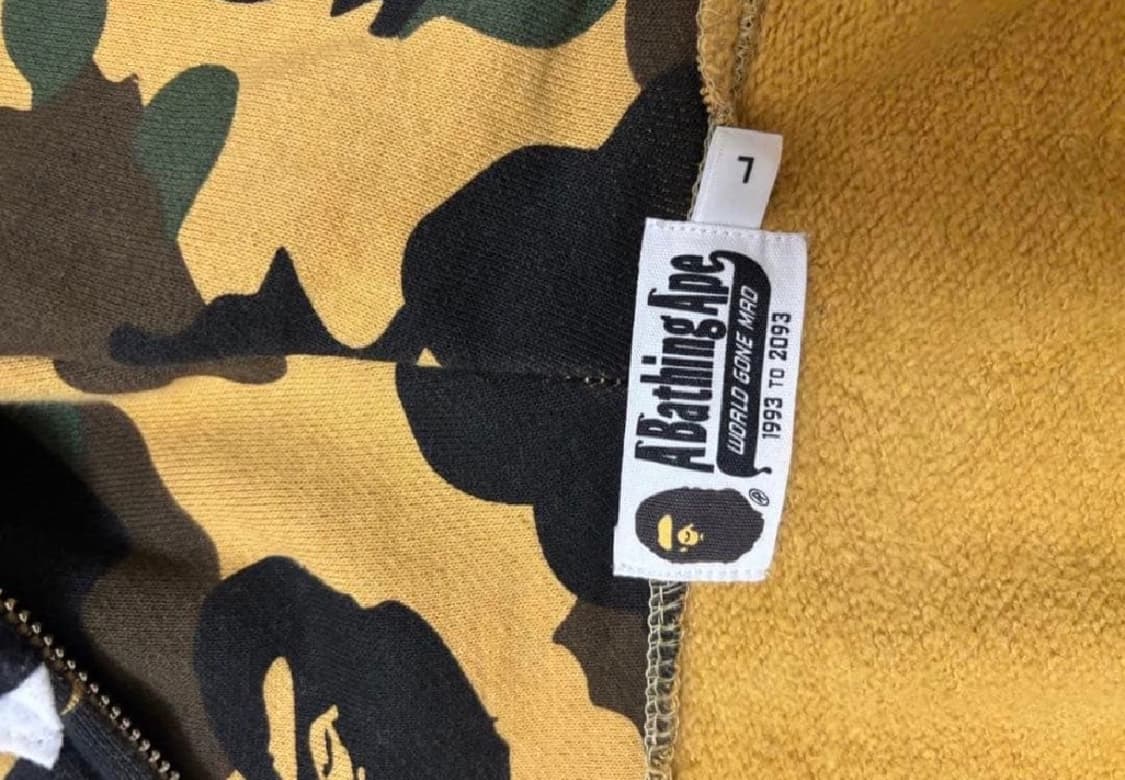 L
ABathingApe
WORLD GONE MAD
1993 TO 2093
®